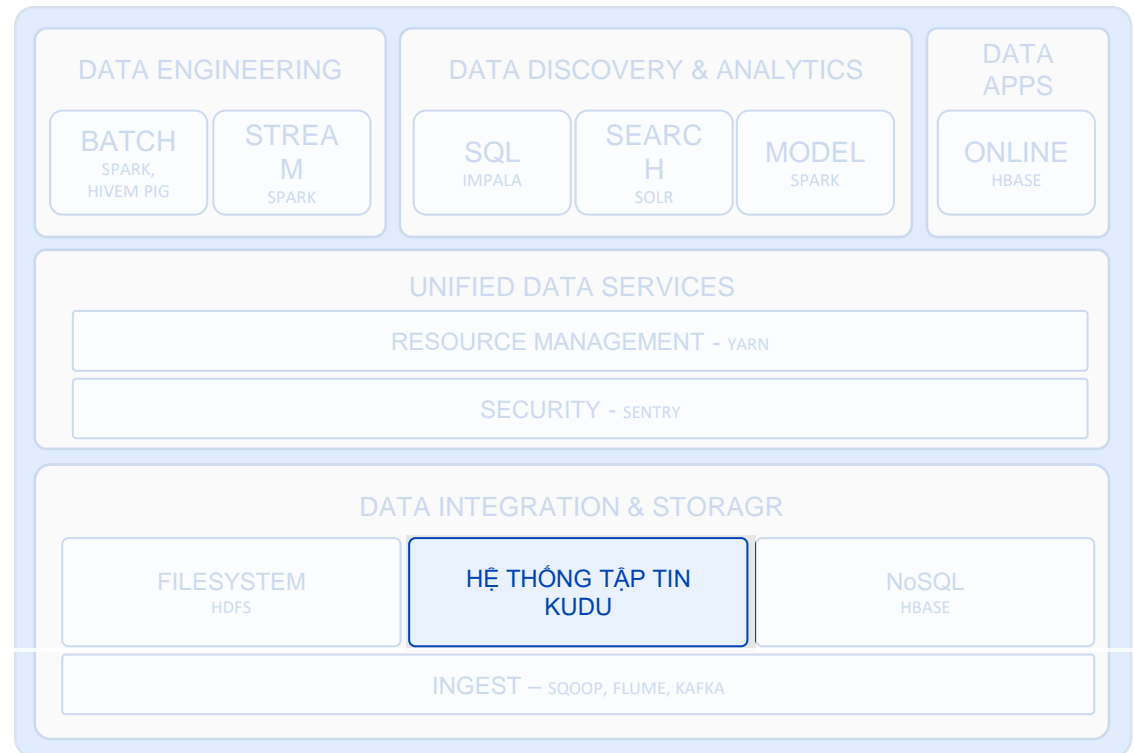 DATA ENGINEERING
BATCH
SPARK,
HIVEM PIG
STREA
M
SPARK
DATA DISCOVERY & ANALYTICS
SQL
IMPALA
SEARC
H
SOLR
MODEL
SPARK
DATA
APPS
ONLINE
HBASE
UNIFIED DATA SERVICES
RESOURCE MANAGEMENT - YARN
SECURITY - SENTRY
DATA INTEGRATION & STORAGR
FILESYSTEM
HDFS
HỆ THỐNG TẬP TIN
KUDU
NoSQL
HBASE
INGEST – SQOOP, FLUME, KAFKA